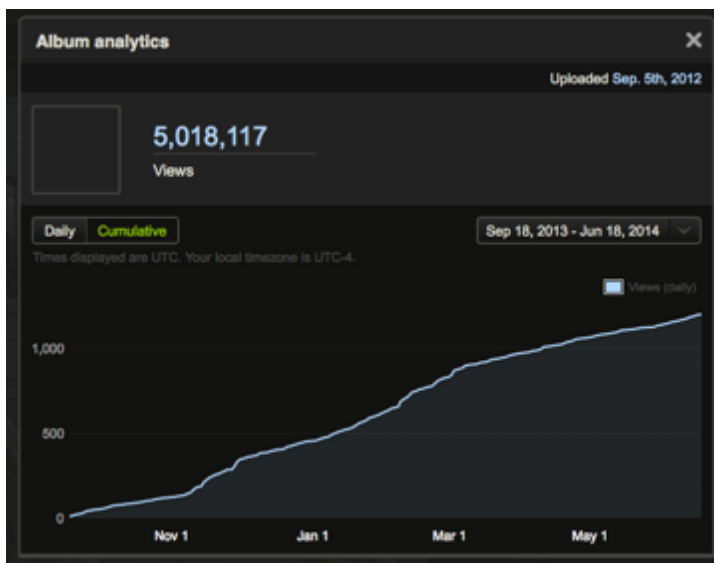 Album analytics
Uploaded Sep. 5th, 2012
5,018,117
Views
Daily Cumulative
Sep 18, 2013 - Jun 18, 2014
Times displayed are UTC. Your local timezone is UTC-4.
Views (daily)
1,000
500
0
Nov 1 Jan 1 Mar 1 May 1